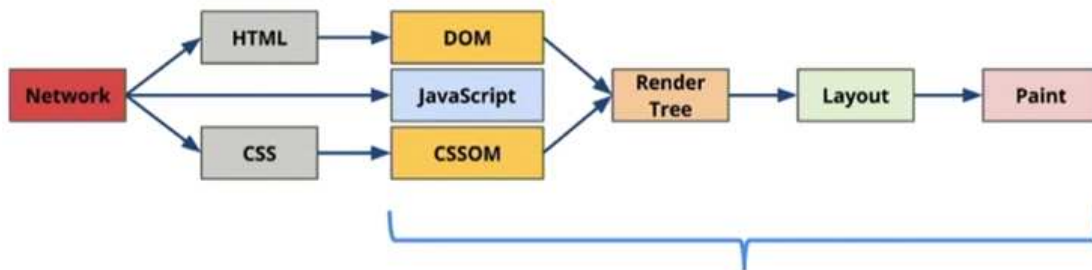 HTML
DOM
Network
JavaScript
Render
Tree
Layout
Paint
CSS
CSSOM